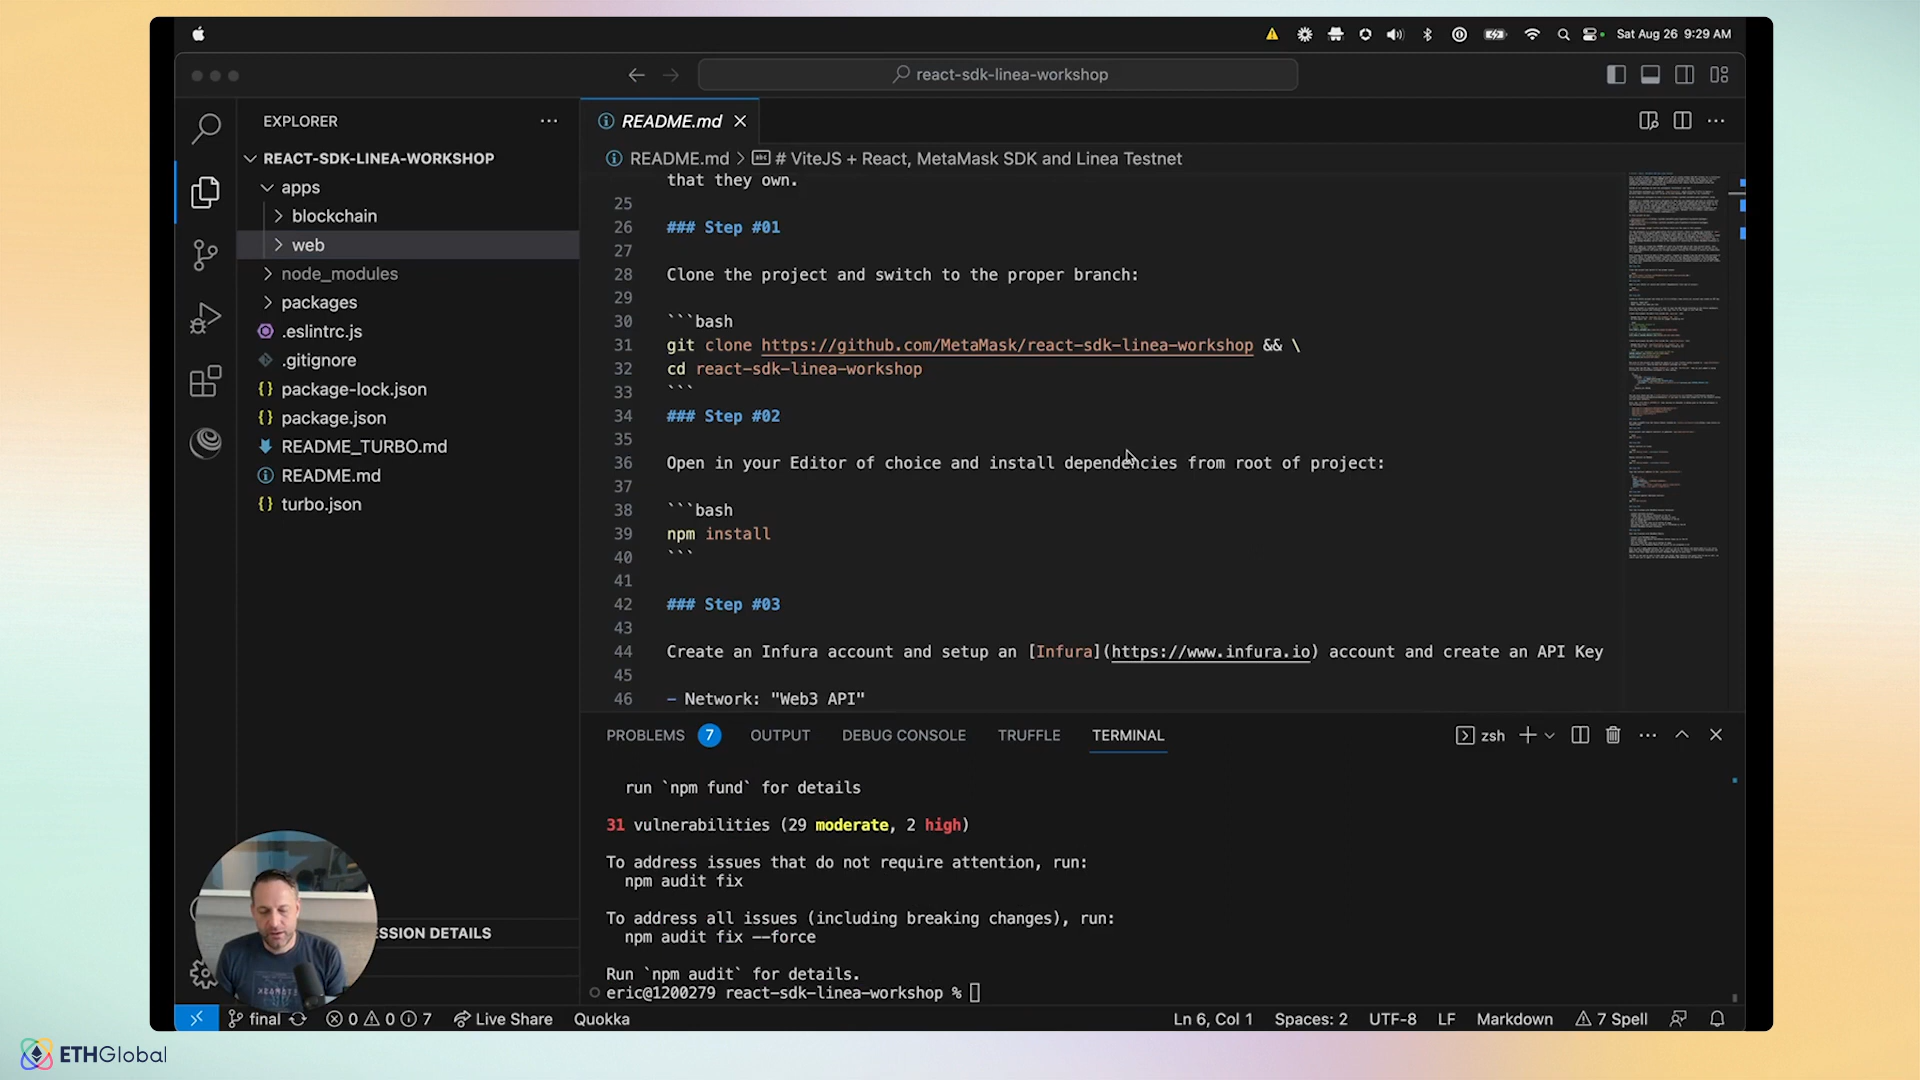 Sat Aug 26 9:29 AM
react-sdk-linea-workshop
EXPLORER
REACT-SDK-LINEA-WORKSHOP
apps
blockchain
web
node_modules
packages
.eslintrc.js
.gitignore
package-lock.json
package.json
README_TURBO.md
README.md
turbo.json
SSION DETAILS
README.md
README.md > # ViteJS + React, MetaMask SDK and Linea Testnet
that they own.
25
26 ### Step #01
27
28 Clone the project and switch to the proper branch:
29
30 ```bash
31 git clone https://github.com/MetaMask/react-sdk-linea-workshop && \
32 cd react-sdk-linea-workshop
33 ```
34 ### Step #02
35
36 Open in your Editor of choice and install dependencies from root of project:
37
38 ```bash
39 npm install
40 ```
41
42 ### Step #03
43
44 Create an Infura account and setup an [Infura](https://www.infura.io) account and create an API Key
45
46 - Network: "Web3 API"
PROBLEMS 7 OUTPUT DEBUG CONSOLE TRUFFLE TERMINAL zsh
run `npm fund` for details
31 vulnerabilities (29 moderate, 2 high)
To address issues that do not require attention, run:
npm audit fix
To address all issues (including breaking changes), run:
npm audit fix --force
Run `npm audit` for details.
eric@1200279 react-sdk-linea-workshop %
final 0 0 7 Live Share Quokka Ln 6, Col 1 Spaces: 2 UTF-8 LF Markdown 7 Spell
ETHGlobal